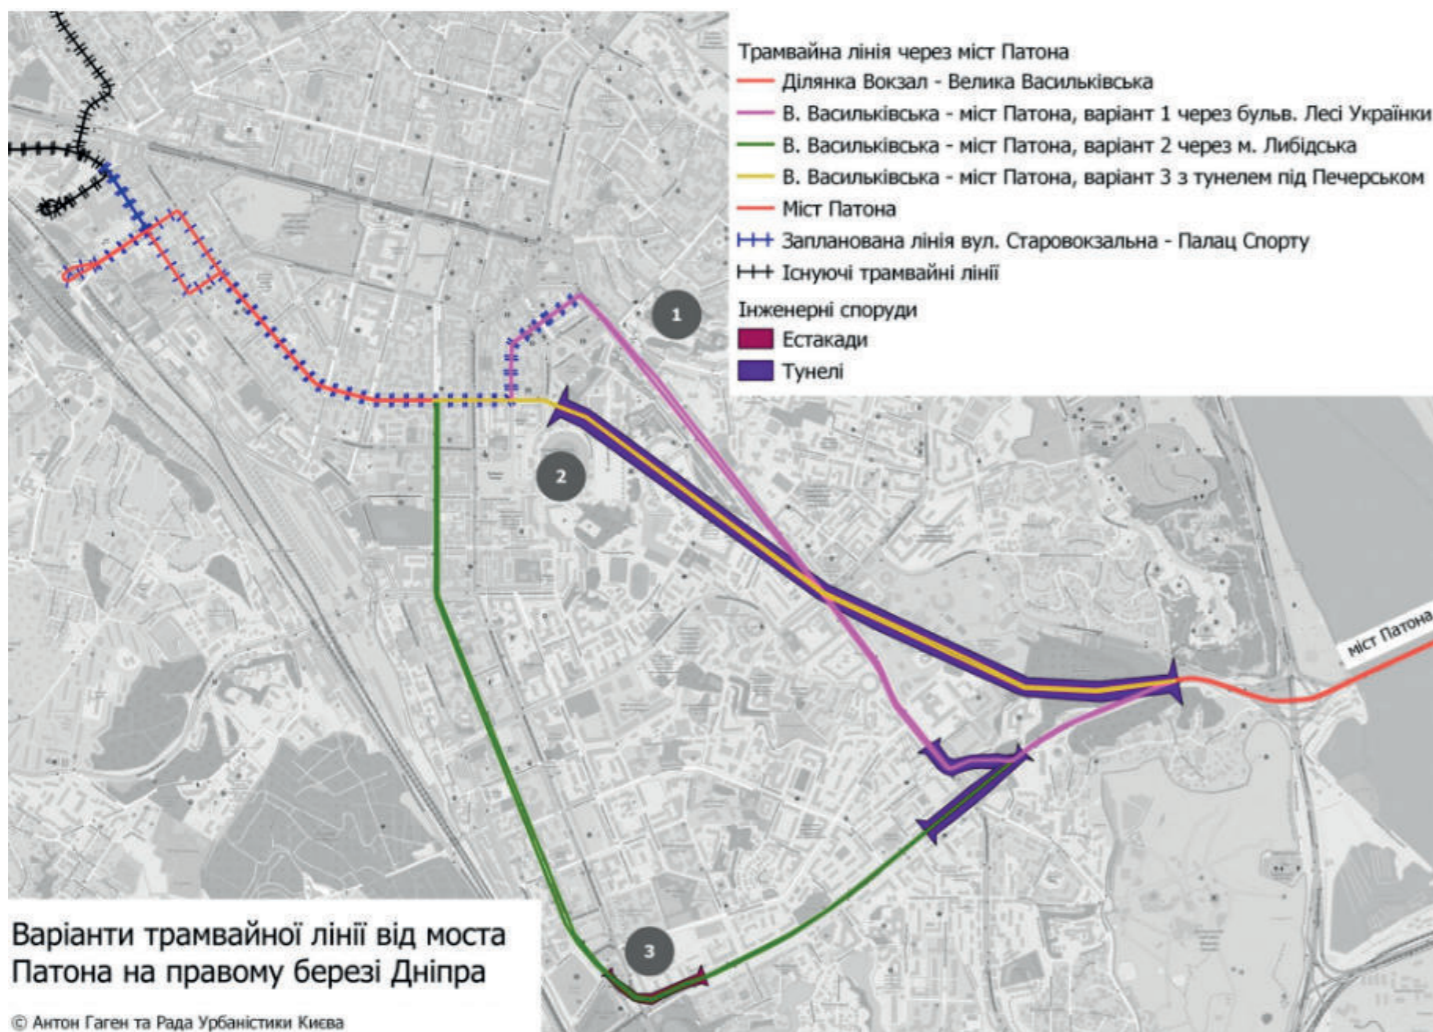 Трамвайна лінія через міст Патона
Ділянка Вокзал - Велика Васильківська
В. Васильківська - міст Патона, варіант 1 через бульв. Лесі Українки
В. Васильківська - міст Патона, варіант 2 через м. Либідська
В. Васильківська - міст Патона, варіант 3 з тунелем під Печерськом
Міст Патона
Запланована лінія вул. Старовокзальна - Палац Спорту
Існуючі трамвайні лінії
Інженерні споруди
Естакади
Тунелі
1
2
міст Патона
3
Варіанти трамвайної лінії від моста
Патона на правому березі Дніпра
© Антон Гаген та Рада Урбаністики Києва